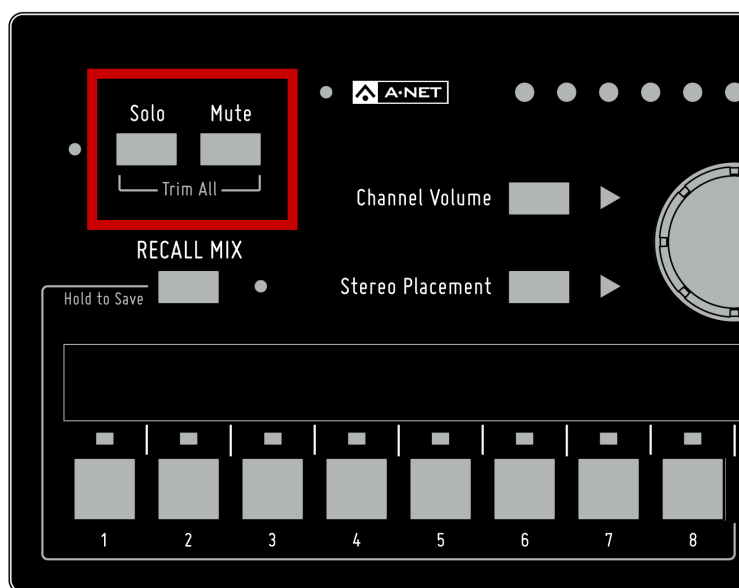 Solo Mute
Trim All
A·NET
Channel Volume
RECALL MIX
Hold to Save
Stereo Placement
1 2 3 4 5 6 7 8